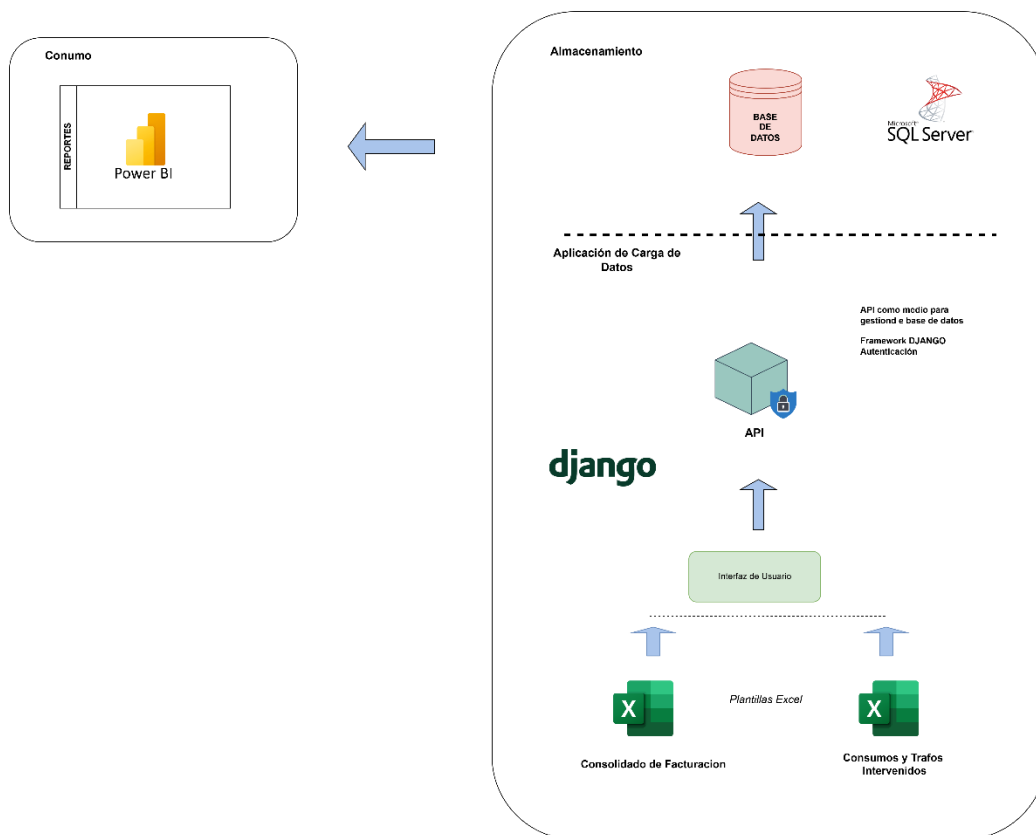 Conumo
REPORTES
Power BI
Almacenamiento
BASE
DE
DATOS
Microsoft
SQL Server
Aplicación de Carga de
Datos
API como medio para
gestiond e base de datos
Framework DJANGO
Autenticación
API
django
Interfaz de Usuario
X
Plantillas Excel
X
Consolidado de Facturacion
Consumos y Trafos
Intervenidos